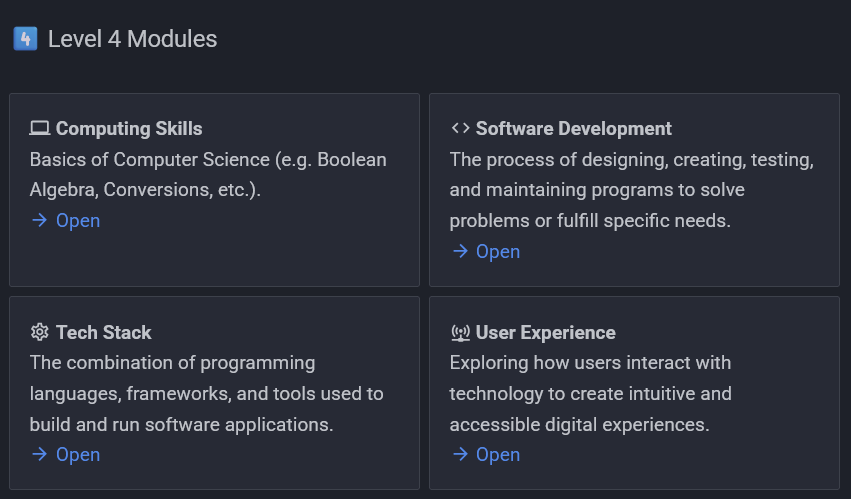 4 Level 4 Modules
Computing Skills
Basics of Computer Science (e.g. Boolean
Algebra, Conversions, etc.).
→ Open
<> Software Development
The process of designing, creating, testing,
and maintaining programs to solve
problems or fulfill specific needs.
→ Open
Tech Stack
The combination of programming
languages, frameworks, and tools used to
build and run software applications.
→ Open
User Experience
Exploring how users interact with
technology to create intuitive and
accessible digital experiences.
→ Open